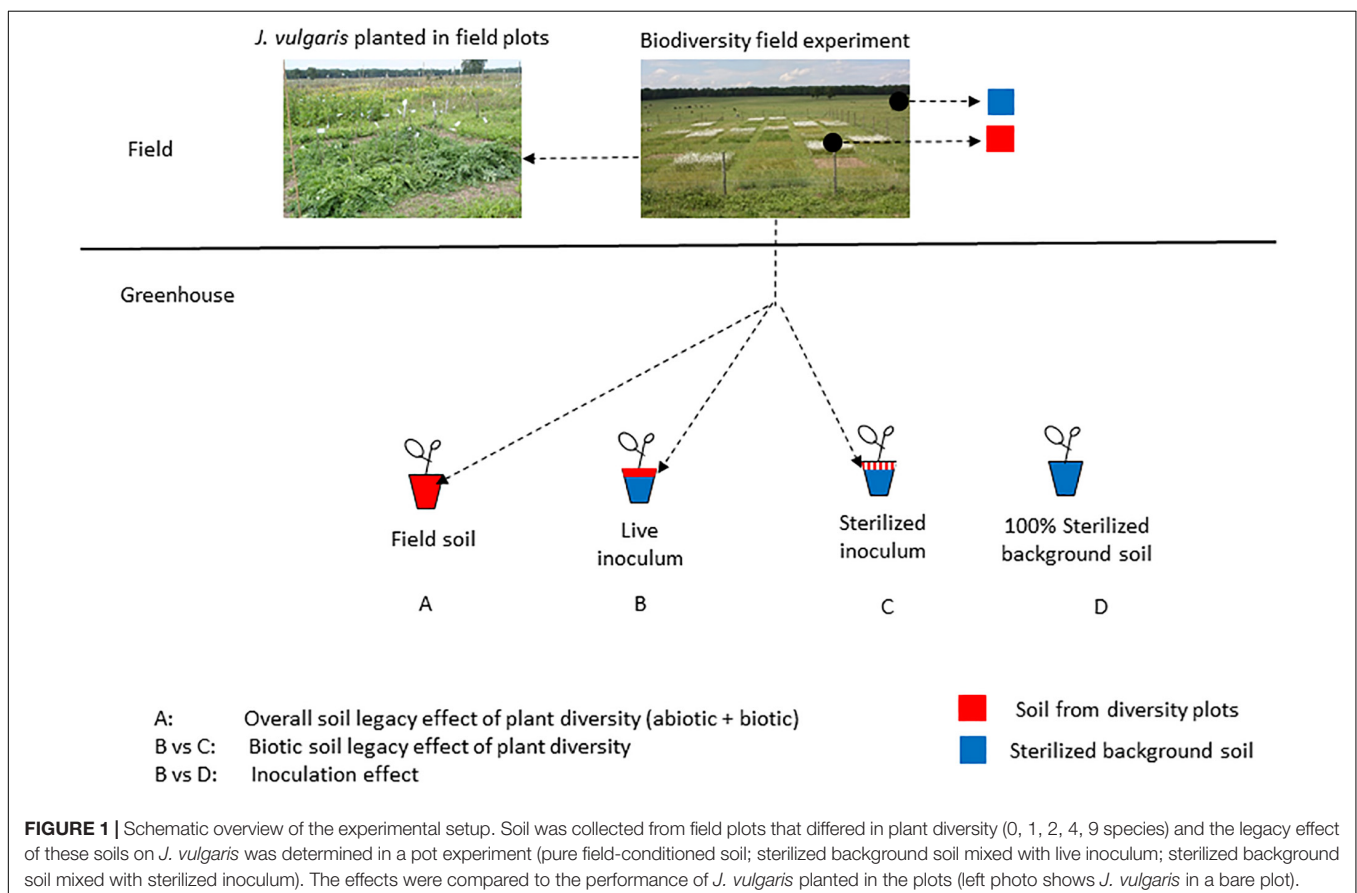 J. vulgaris planted in field plots
Biodiversity field experiment
Field
Greenhouse
Field soil
Live
inoculum
Sterilized
inoculum
100% Sterilized
background soil
A
B
C
D
A: Overall soil legacy effect of plant diversity (abiotic + biotic)
B vs C: Biotic soil legacy effect of plant diversity
B vs D: Inoculation effect
Soil from diversity plots
Sterilized background soil
FIGURE 1 | Schematic overview of the experimental setup. Soil was collected from field plots that differed in plant diversity (0, 1, 2, 4, 9 species) and the legacy effect
of these soils on J. vulgaris was determined in a pot experiment (pure field-conditioned soil; sterilized background soil mixed with live inoculum; sterilized background
soil mixed with sterilized inoculum). The effects were compared to the performance of J. vulgaris planted in the plots (left photo shows J. vulgaris in a bare plot).